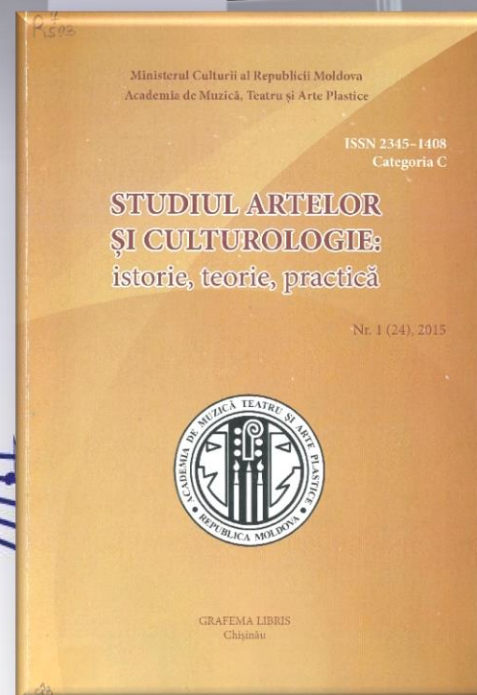 Ministerul Culturii al Republicii Moldova
Academia de Muzică, Teatru și Arte Plastice
ISSN 2345–1408
Categoria C
STUDIUL ARTELOR
ȘI CULTUROLOGIE:
istorie, teorie, practică
Nr. 1 (24), 2015
ACADEMIA DE MUZICĂ TEATRU ȘI ARTE PLASTICE
REPUBLICA MOLDOVA
GRAFEMA LIBRIS
Chișinău